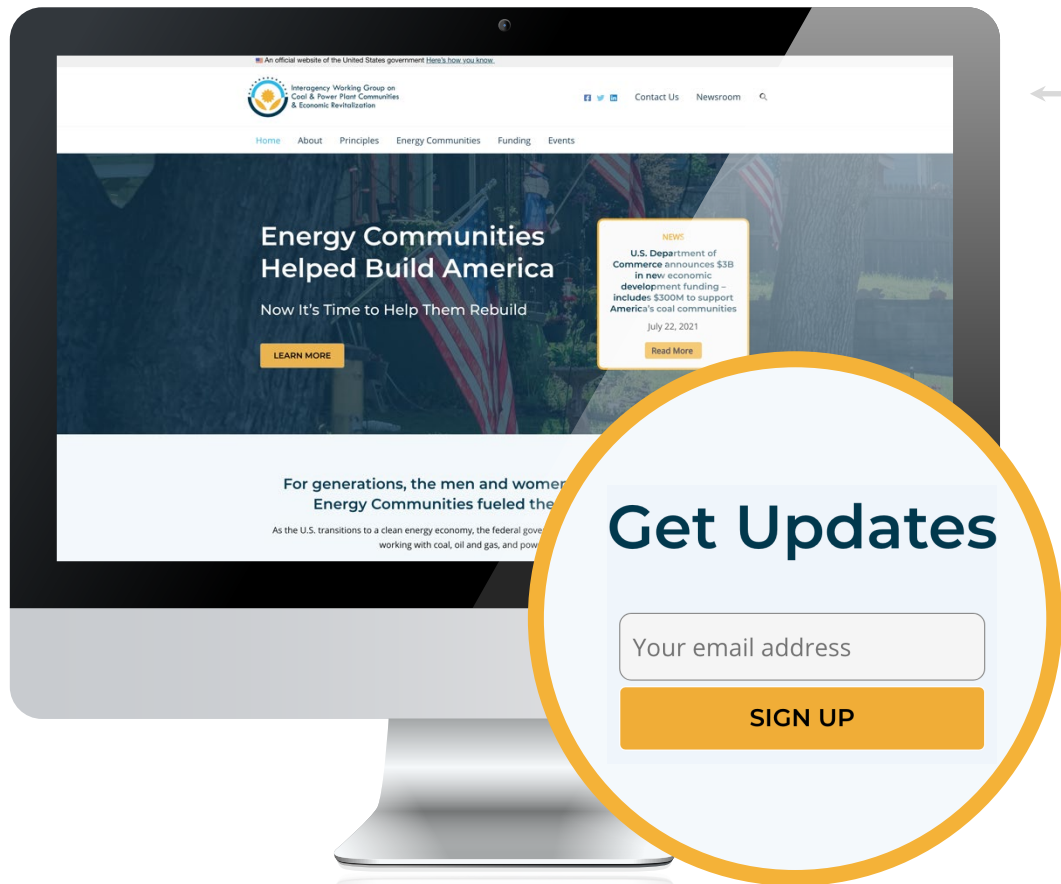 An official website of the United States government Here's how you know.
Interagency Working Group on
Coal & Power Plant Communities
& Economic Revitalization
Contact Us Newsroom
Home About Principles Energy Communities Funding Events
Energy Communities
Helped Build America
Now It's Time to Help Them Rebuild
LEARN MORE
NEWS
U.S. Department of
Commerce announces $3B
in new economic
development funding –
includes $300M to support
America's coal communities
July 22, 2021
Read More
For generations, the men and
Energy Communities fueled the
As the U.S. transitions to a clean energy economy, the federal
working with coal, oil and gas, and
Get Updates
Your email address
SIGN UP